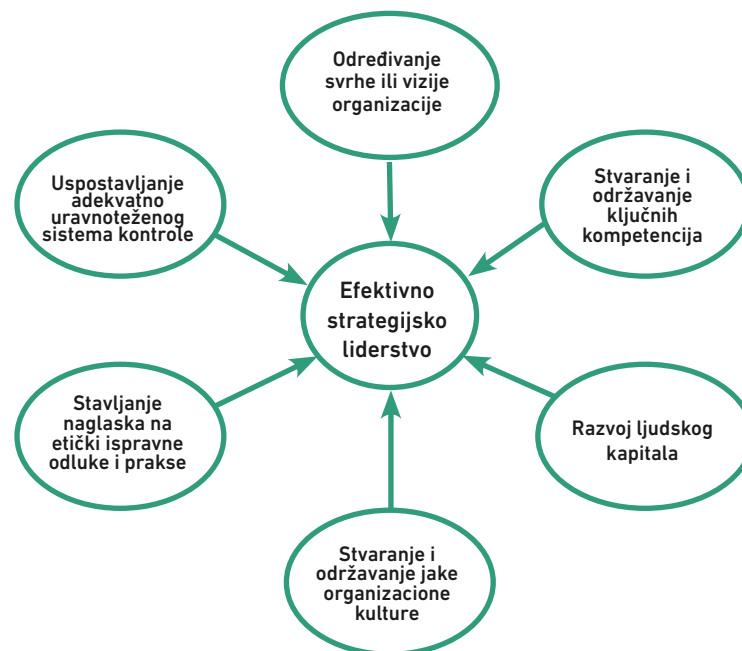 Određivanje
svrhe ili vizije
organizacije
Uspostavljanje
adekvatno
uravnoteženog
sistema kontrole
Stvaranje i
održavanje
ključnih
kompetencija
Efektivno
strategijsko
liderstvo
Stavljanje
naglaska na
etički ispravne
odluke i prakse
Razvoj ljudskog
kapitala
Stvaranje i
održavanje jake
organizacione
kulture